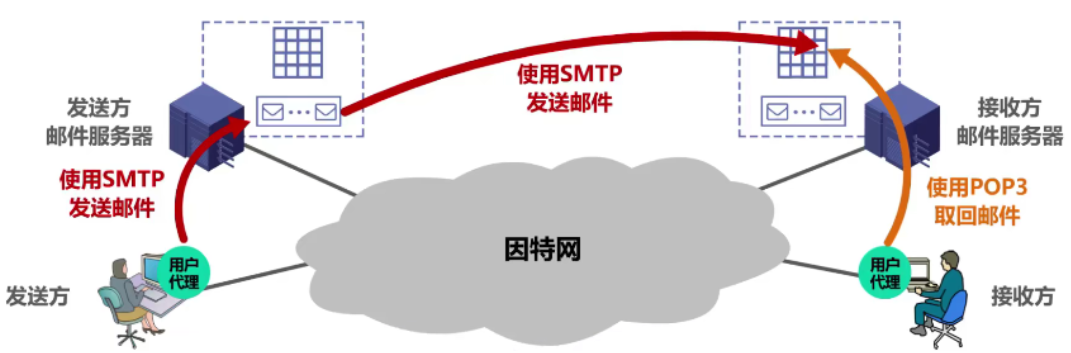 使用SMTP
发送邮件
发送方
邮件服务器
接收方
邮件服务器
使用SMTP
发送邮件
使用POP3
取回邮件
因特网
用户
代理
用户
代理
发送方
接收方